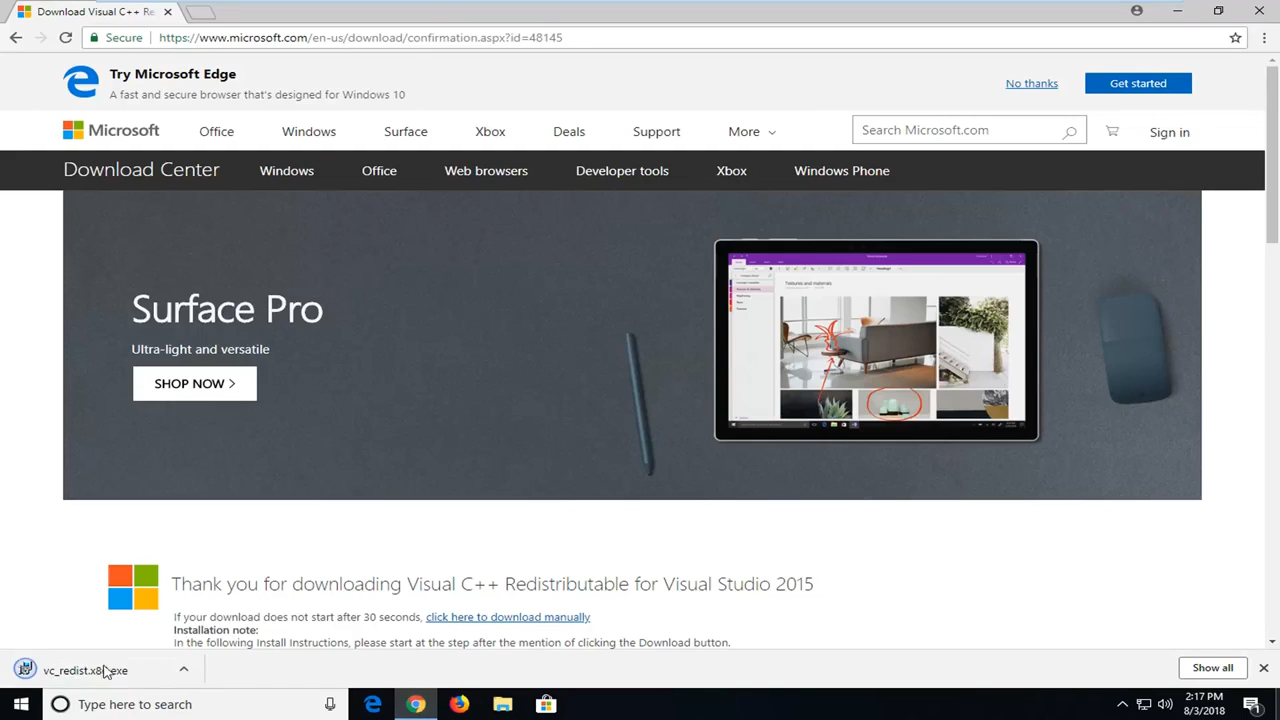 Download Visual C++ Re
Secure https://www.microsoft.com/en-us/download/confirmation.aspx?id=48145
Try Microsoft Edge
A fast and secure browser that's designed for Windows 10
No thanks
Get started
Microsoft Office Windows Surface Xbox Deals Support More Search Microsoft.com Sign in
Download Center Windows Office Web browsers Developer tools Xbox Windows Phone
Surface Pro
Ultra-light and versatile
SHOP NOW >
Textures and materials
Thank you for downloading Visual C++ Redistributable for Visual Studio 2015
If your download does not start after 30 seconds, click here to download manually
Installation note:
In the following Install Instructions, please start at the step after the mention of clicking the Download button.
vc_redist.x86.exe
Show all
Type here to search
2:17 PM
8/3/2018
1